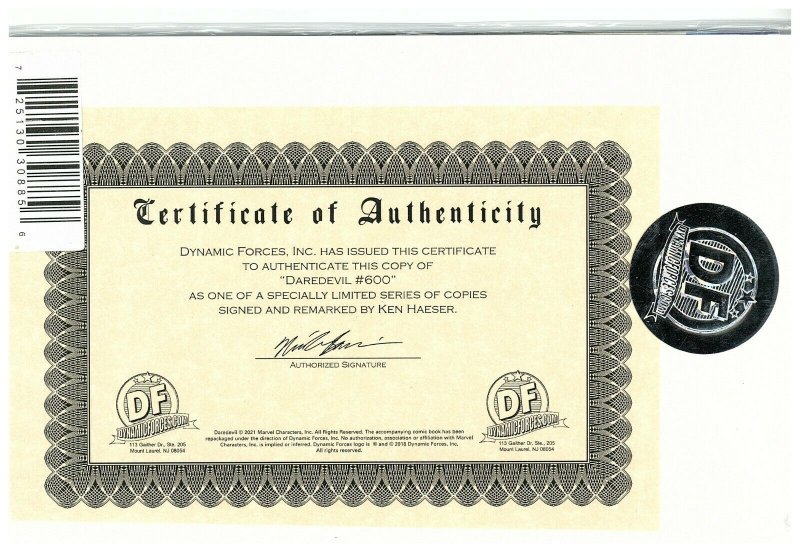 7 25130 30885 6
Certificate of Authenticity
DYNAMIC FORCES, INC. HAS ISSUED THIS CERTIFICATE
TO AUTHENTICATE THIS COPY OF
"DAREDEVIL #600"
AS ONE OF A SPECIALLY LIMITED SERIES OF COPIES
SIGNED AND REMARKED BY KEN HAESER.
AUTHORIZED SIGNATURE
DF
DYNAMICFORCES.COM
113 Gaither Dr., Ste. 205
Mount Laurel, NJ 08054
Daredevil © 2021 Marvel Characters, Inc. All Rights Reserved. The accompanying comic book has been
repackaged under the direction of Dynamic Forces, Inc. No authorization, association or affiliation with Marvel
Characters, Inc. is implied or inferred. Dynamic Forces logo is ® and © 2018 Dynamic Forces, Inc.
All rights reserved.
DF
DYNAMICFORCES.COM
113 Gaither Dr., Ste., 205
Mount Laurel, NJ 08054
DF
DYNAMICFORCES.COM